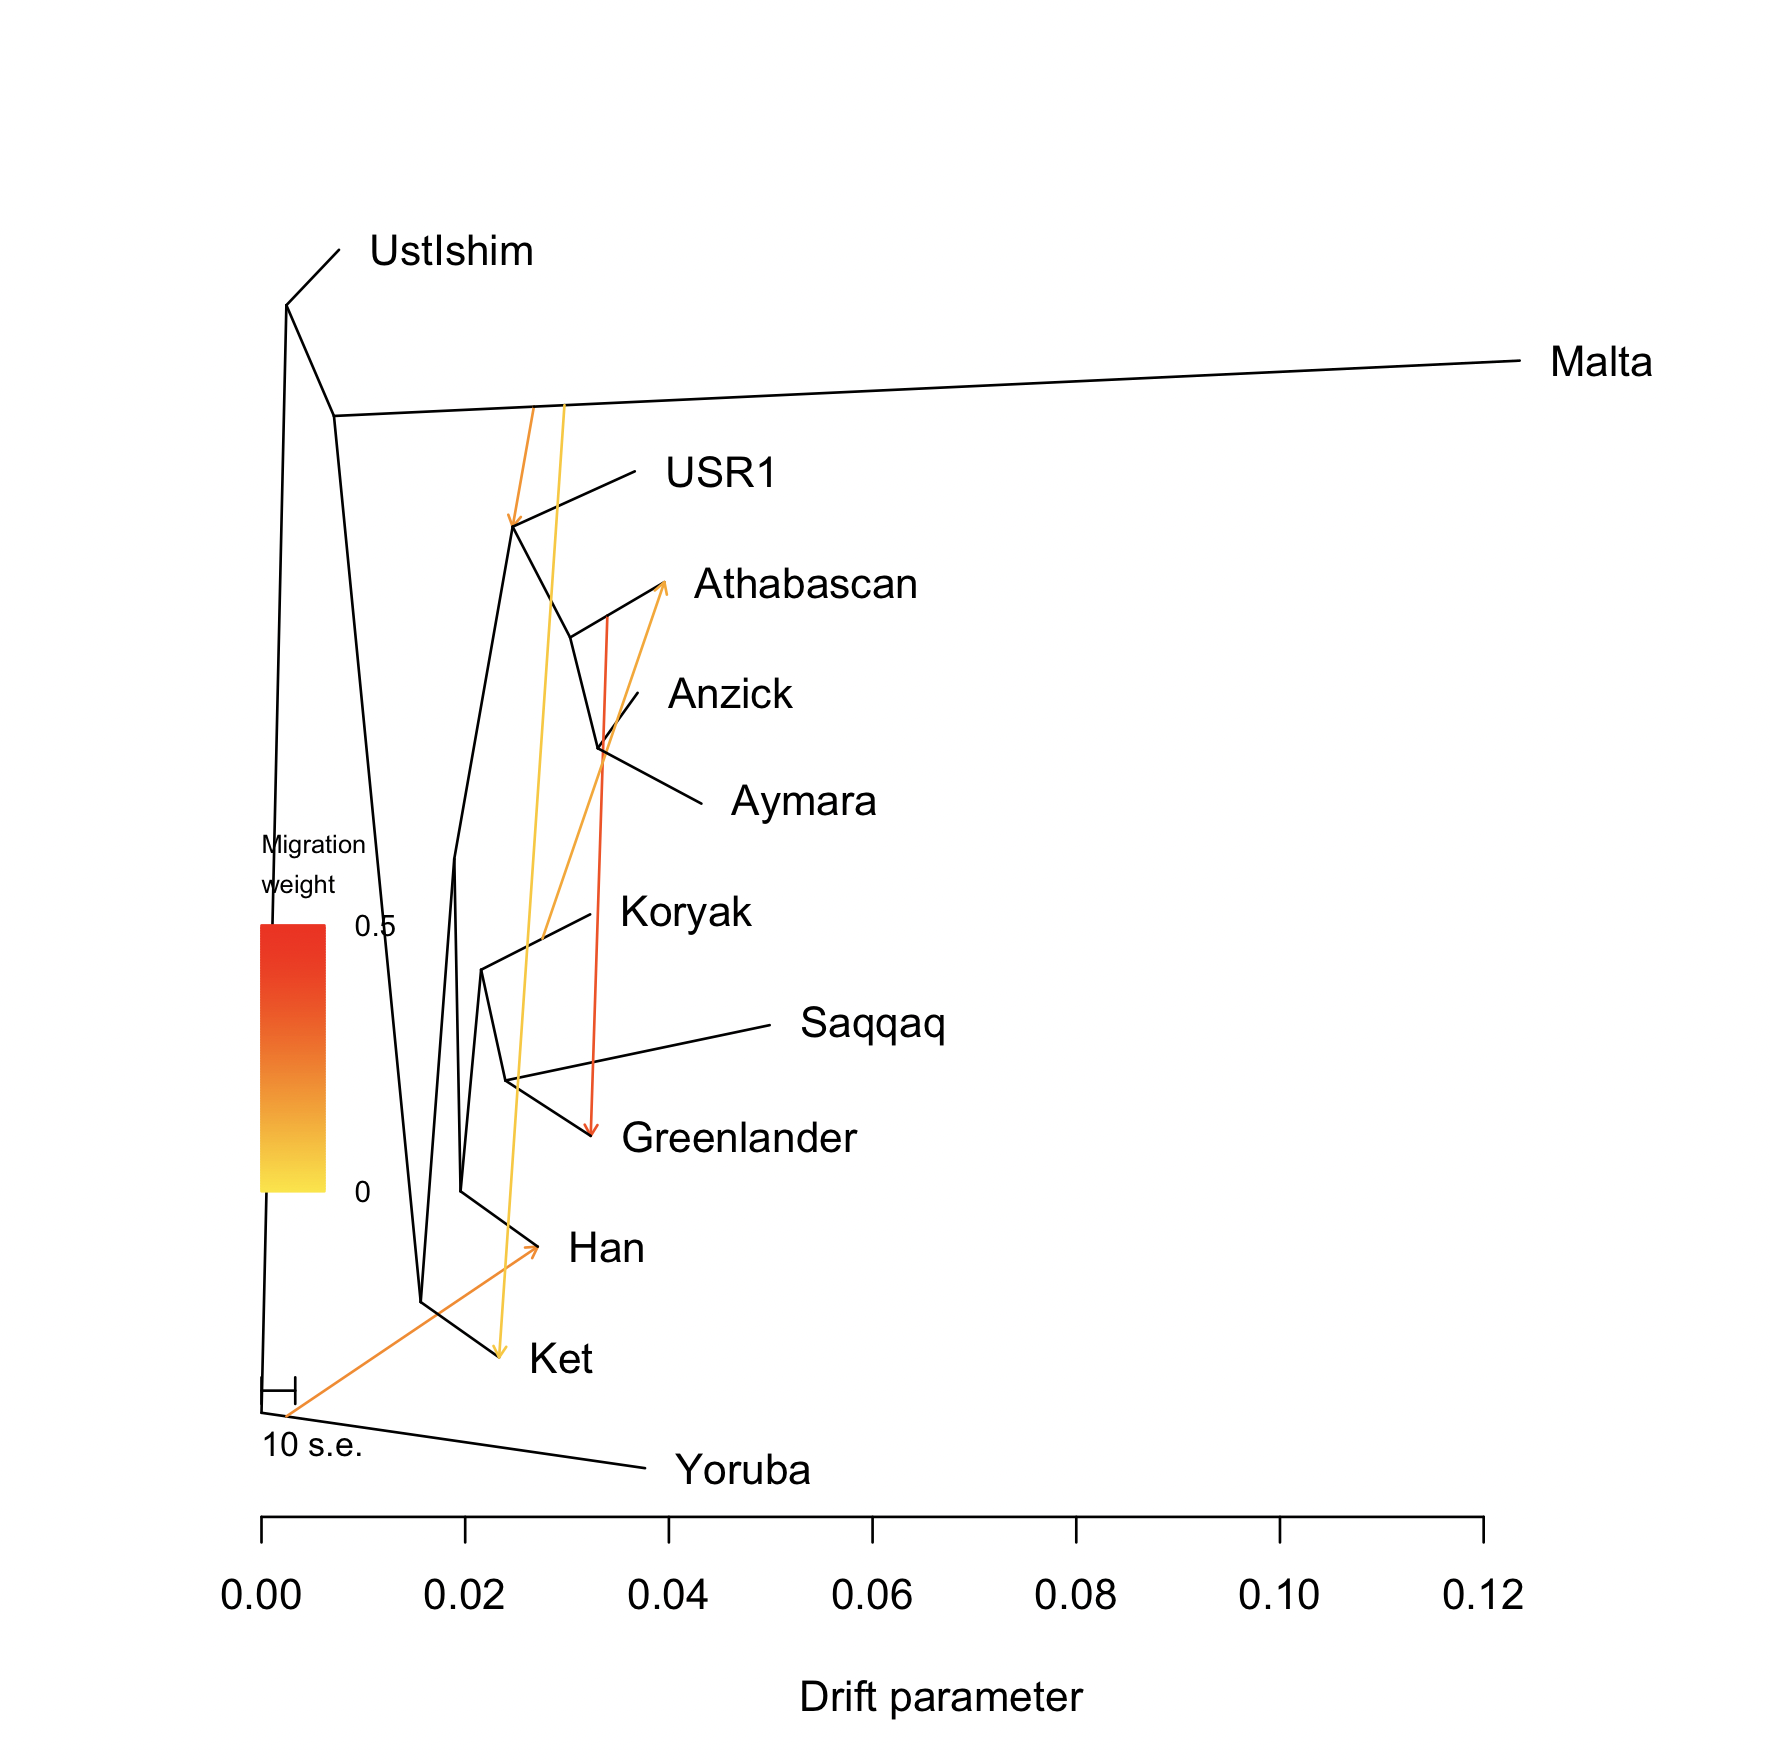 UstIshim
Malta
USR1
Athabascan
Anzick
Aymara
Migration
weight
Koryak
0.5
Saqqaq
Greenlander
0
Han
Ket
10 s.e.
Yoruba
0.00 0.02 0.04 0.06 0.08 0.10 0.12
Drift parameter